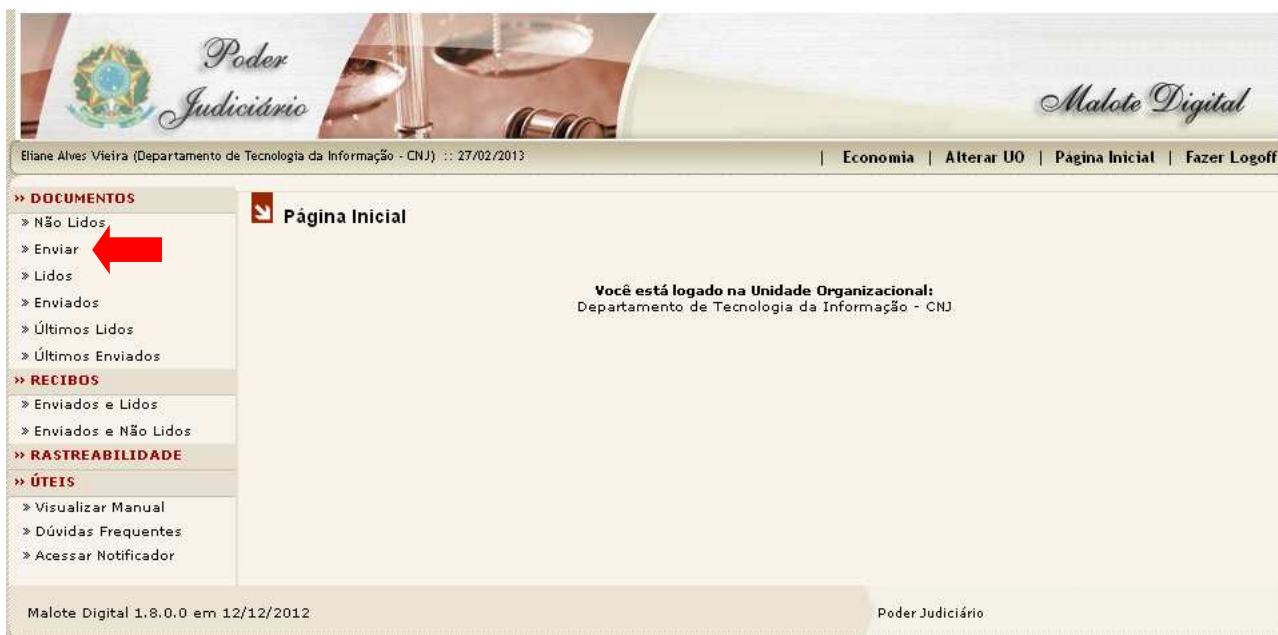 Poder
Judiciário
Malote Digital
Eliane Alves Vieira (Departamento de Tecnologia da Informação - CNJ) :: 27/02/2013
| Economia | Alterar UO | Página Inicial | Fazer Logoff
» DOCUMENTOS
» Não Lidos
» Enviar
» Lidos
» Enviados
» Últimos Lidos
» Últimos Enviados
» RECIBOS
» Enviados e Lidos
» Enviados e Não Lidos
» RASTREABILIDADE
» ÚTEIS
» Visualizar Manual
» Dúvidas Frequentes
» Acessar Notificador
Página Inicial
Você está logado na Unidade Organizacional:
Departamento de Tecnologia da Informação - CNJ
Malote Digital 1.8.0.0 em 12/12/2012
Poder Judiciário